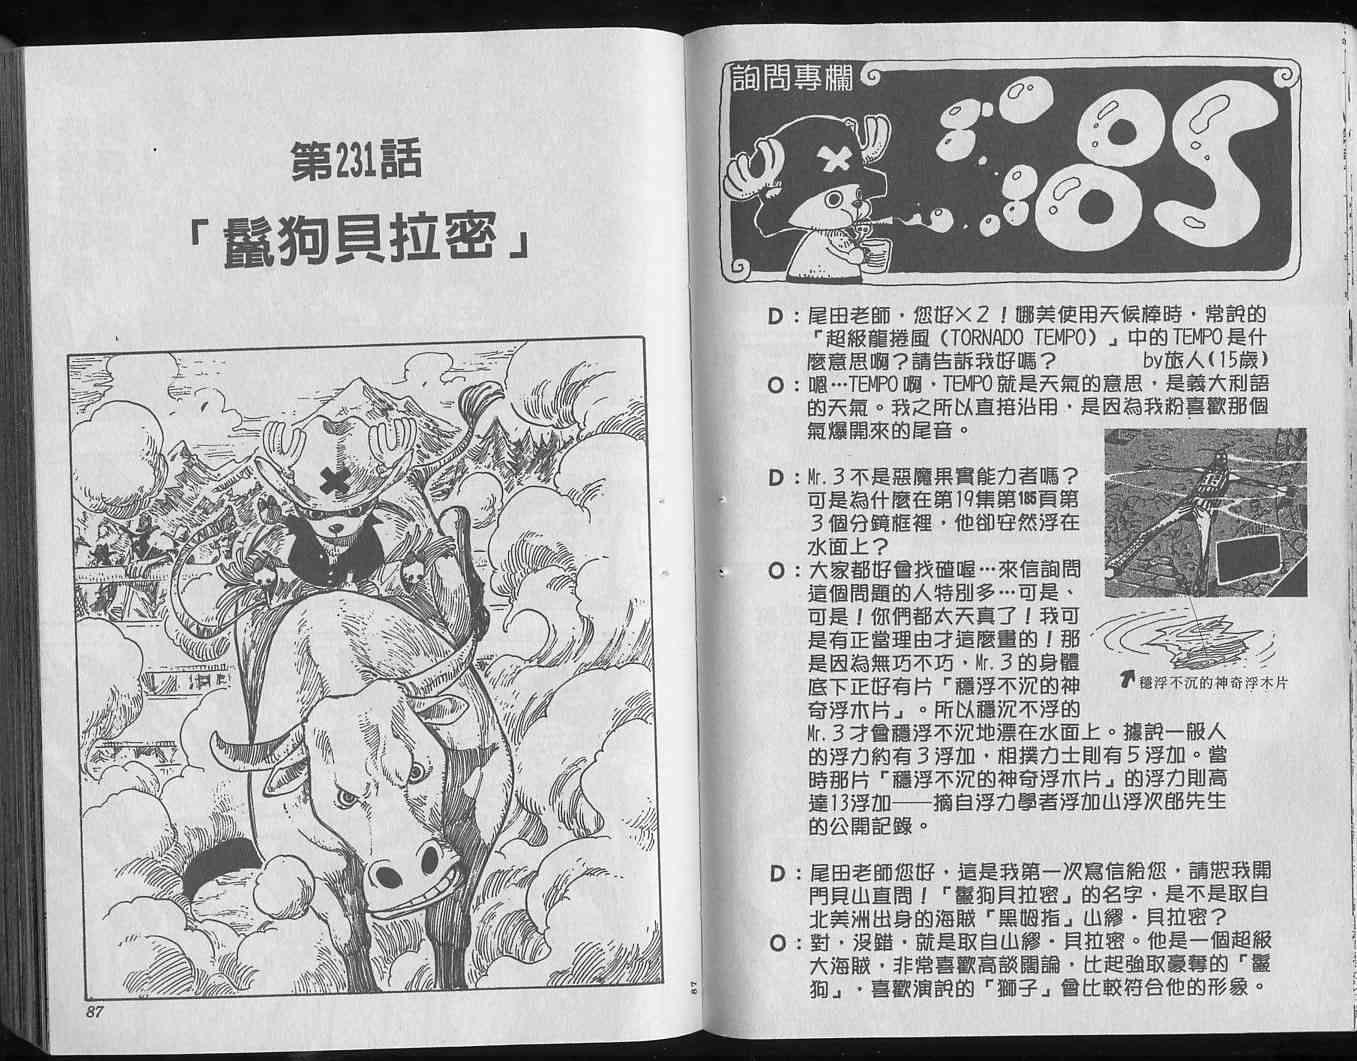 詢問專欄
SBS
D：尾田老師，您好×2！娜美使用天候棒時，常說的
「超級龍捲風（TORNADO TEMPO）」中的TEMPO是什
麼意思啊？請告訴我好嗎？ by旅人(15歲)
O：嗯…TEMPO啊，TEMPO就是天氣的意思，是義大利語
的天氣。我之所以直接沿用，是因為我粉喜歡那個
氣爆開來的尾音。
D：Mr.3不是惡魔果實能力者嗎？
可是為什麼在第19集第185頁第
3個分鏡框裡，他卻安然浮在
水面上？
O：大家都好會找碴喔…來信詢問
這個問題的人特別多…可是、
可是！你們都太天真了！我可
是有正當理由才這麼畫的！那
是因為無巧不巧，Mr.3的身體
底下正好有片「穩浮不沉的神
奇浮木片」。所以穩沉不浮的
Mr.3才會穩浮不沉地漂在水面上。據說一般人
的浮力約有3浮加，相撲力士則有5浮加。當
時那片「穩浮不沉的神奇浮木片」的浮力則高
達13浮加——摘自浮力學者浮加山浮次郎先生
的公開記錄。
穩浮不沉的神奇浮木片
D：尾田老師您好，這是我第一次寫信給您，請恕我開
門貝山直問！「鬣狗貝拉密」的名字，是不是取自
北美洲出身的海賊「黑姆指」山繆・貝拉密？
O：對，沒錯，就是取自山繆・貝拉密。他是一個超級
大海賊，非常喜歡高談闊論，比起強取豪奪的「鬣
狗」，喜歡演說的「獅子」會比較符合他的形象。
第231話
「鬣狗貝拉密」
87
87